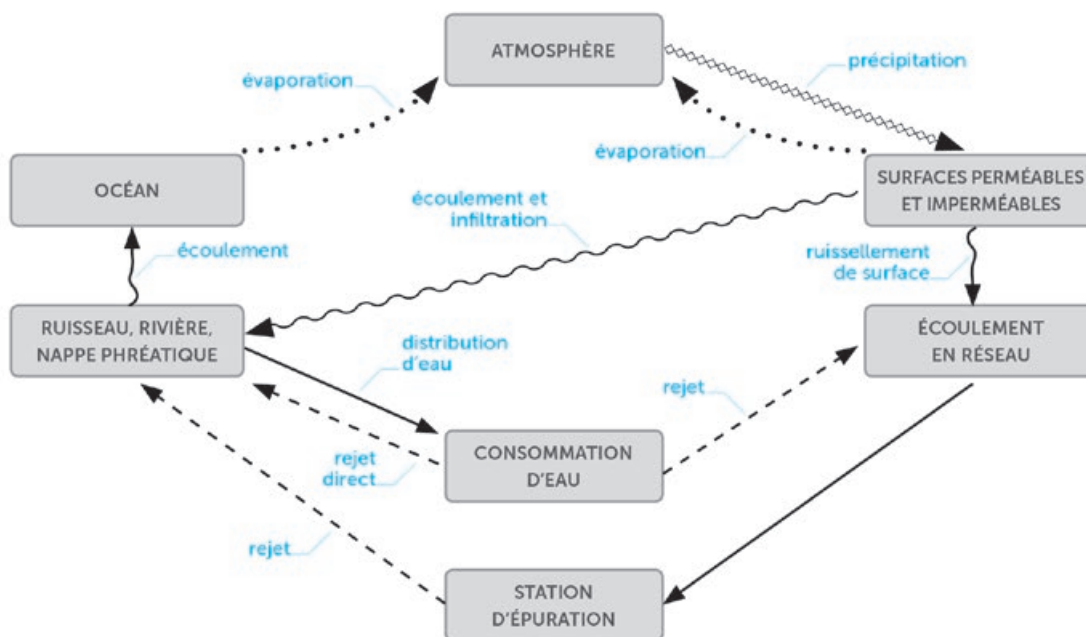 ATMOSPHÈRE
précipitation
évaporation
évaporation
OCÉAN
SURFACES PERMÉABLES
ET IMPERMÉABLES
écoulement et
infiltration
écoulement
ruissellement
de surface
RUISSEAU, RIVIÈRE,
NAPPE PHRÉATIQUE
ÉCOULEMENT
EN RÉSEAU
distribution
d'eau
rejet
CONSOMMATION
D'EAU
rejet
direct
rejet
STATION
D'ÉPURATION